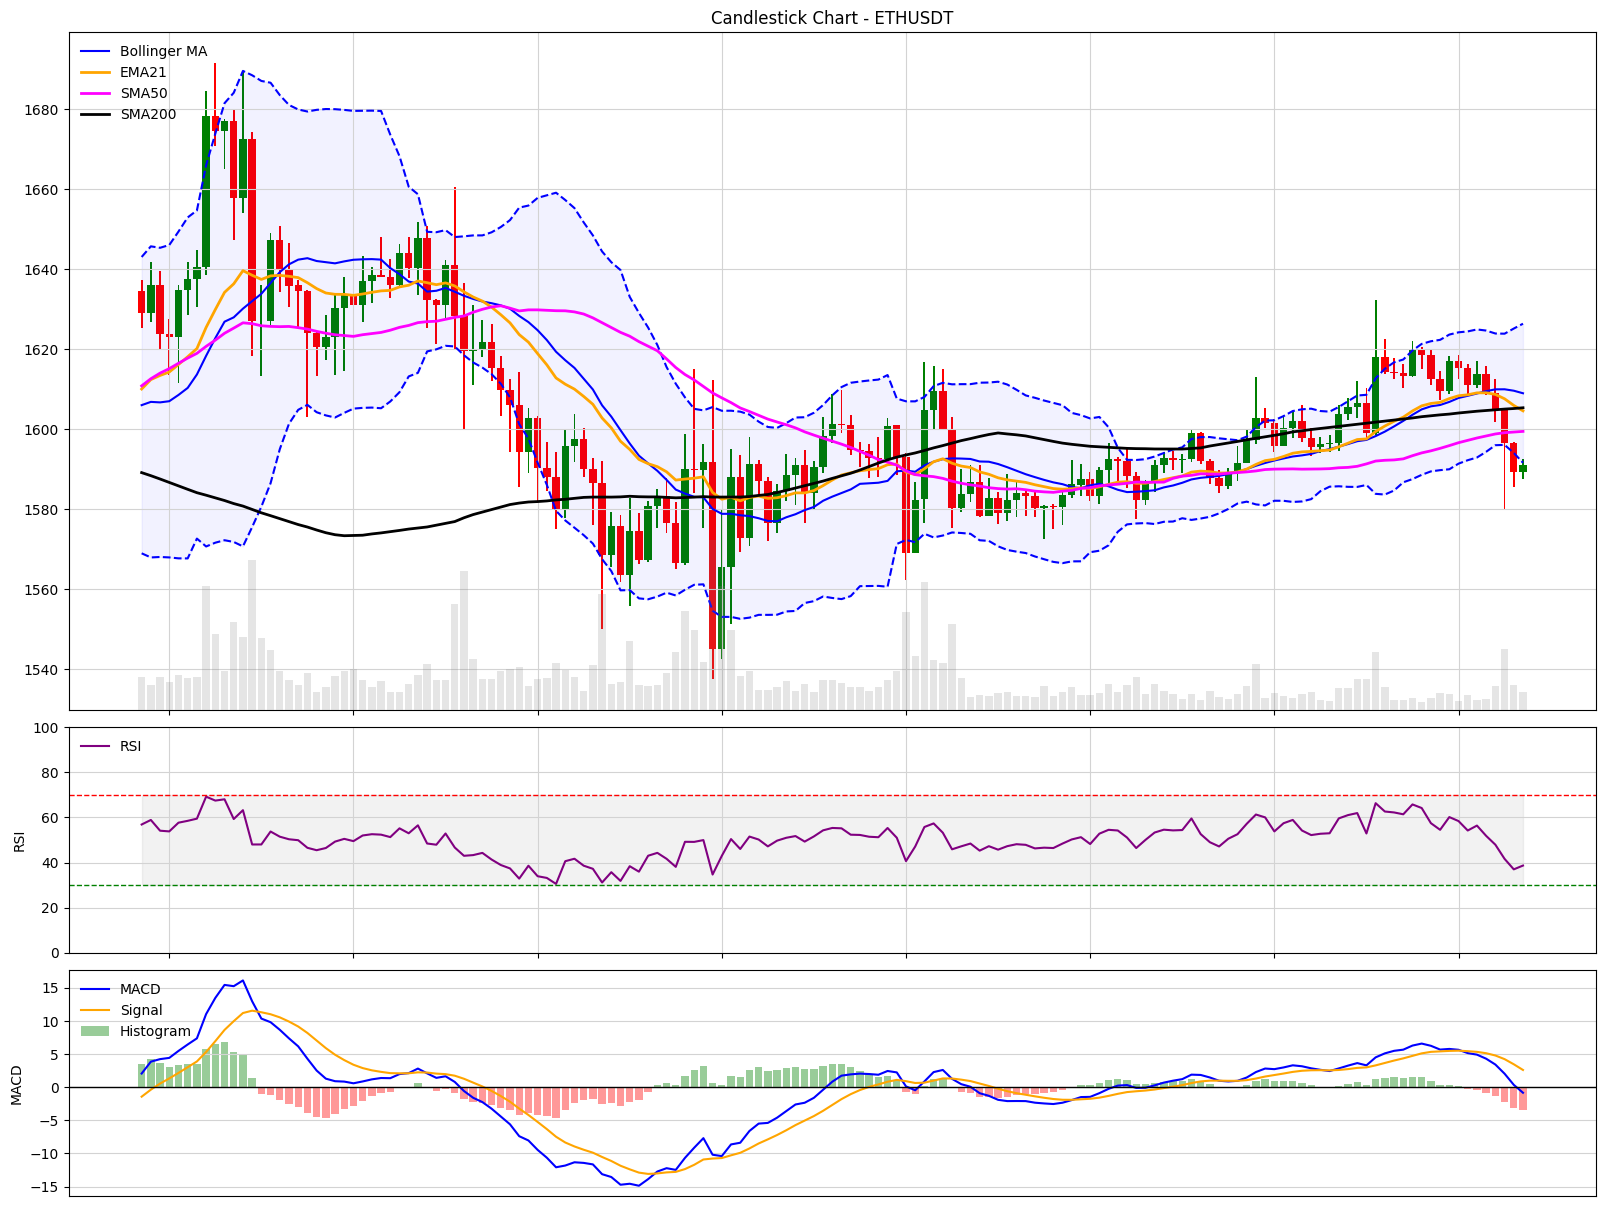 Candlestick Chart - ETHUSDT
Bollinger MA
EMA21
SMA50
SMA200
1680
1660
1640
1620
1600
1580
1560
1540
RSI
RSI
100
80
60
40
20
0
MACD
Signal
Histogram
MACD
15
10
5
0
−5
−10
−15